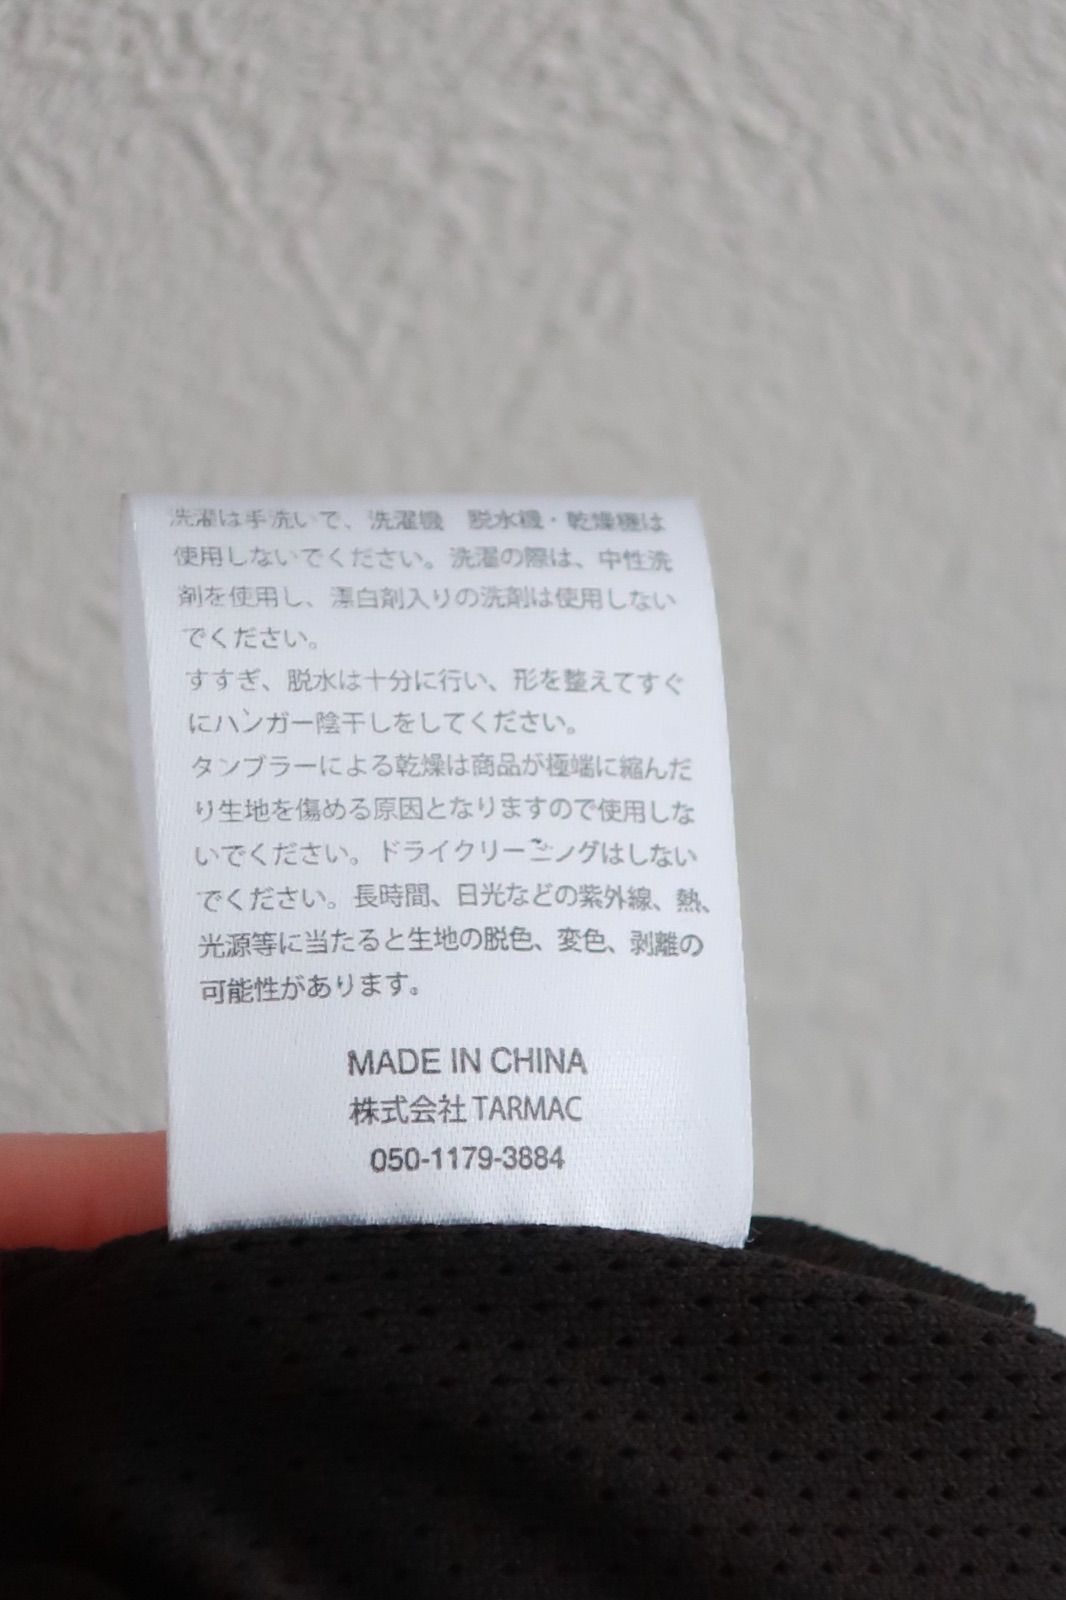 洗濯は手洗いで、洗濯機　脱水機・乾燥機は
使用しないでください。洗濯の際は、中性洗
剤を使用し、漂白剤入りの洗剤は使用しない
でください。
すすぎ、脱水は十分に行い、形を整えてすぐ
にハンガー陰干しをしてください。
タンブラーによる乾燥は商品が極端に縮んだ
り生地を傷める原因となりますので使用しな
いでください。ドライクリーニングはしない
でください。長時間、日光などの紫外線、熱、
光源等に当たると生地の脱色、変色、剥離の
可能性があります。
MADE IN CHINA
株式会社 TARMAC
050-1179-3884